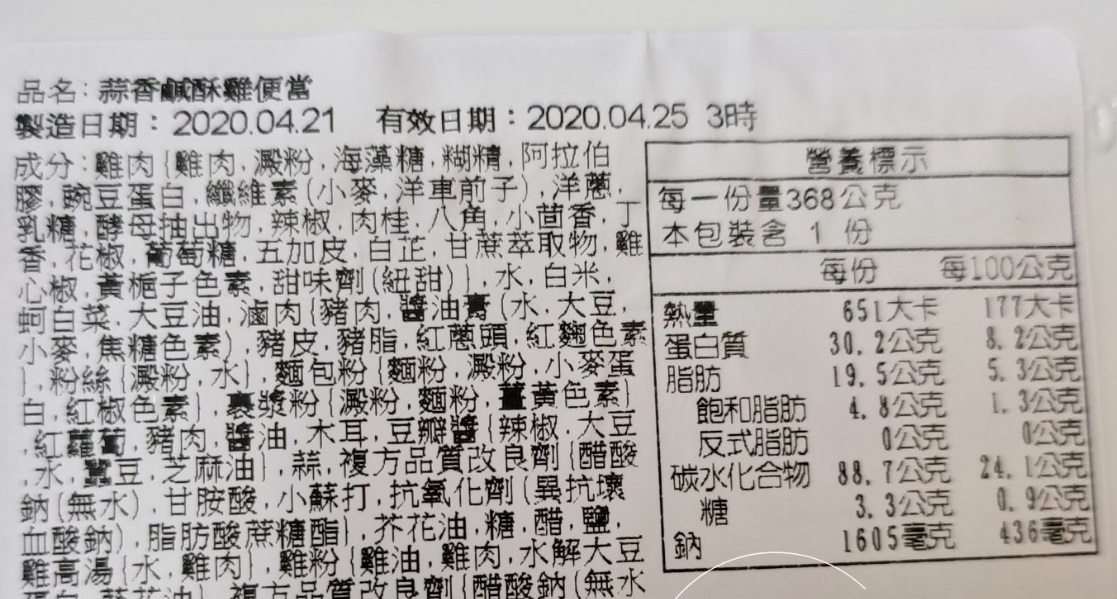 品名：蒜香鹹酥雞便當
製造日期：2020.04.21　有效日期：2020.04.25 3時
成分：雞肉{雞肉,澱粉,海藻糖,糊精,阿拉伯
膠,豌豆蛋白,纖維素(小麥,洋車前子),洋蔥,
乳糖,酵母抽出物,辣椒,肉桂,八角,小茴香,丁
香,花椒,葡萄糖,五加皮,白芷,甘蔗萃取物,雞
心椒,黃梔子色素,甜味劑(紐甜)},水,白米,
蚵白菜,大豆油,滷肉{豬肉,醬油膏(水,大豆,
小麥,焦糖色素),豬皮,豬脂,紅蔥頭,紅麴色素
},粉絲{澱粉,水},麵包粉{麵粉,澱粉,小麥蛋
白,紅椒色素},裹漿粉{澱粉,麵粉,薑黃色素}
,紅蘿蔔,豬肉,醬油,木耳,豆瓣醬{辣椒,大豆
,水,蠶豆,芝麻油},蒜,複方品質改良劑{醋酸
鈉(無水),甘胺酸,小蘇打,抗氧化劑(異抗壞
血酸鈉),脂肪酸蔗糖酯},芥花油,糖,醋,鹽,
雞高湯{水,雞肉},雞粉{雞油,雞肉,水解大豆
蛋白,葵花油},複方品質改良劑{醋酸鈉(無水
營養標示
每一份量368公克
本包裝含 1 份
每份　每100公克
熱量　651大卡　177大卡
蛋白質　30.2公克　8.2公克
脂肪　19.5公克　5.3公克
飽和脂肪　4.8公克　1.3公克
反式脂肪　0公克　0公克
碳水化合物　88.7公克　24.1公克
糖　3.3公克　0.9公克
鈉　1605毫克　436毫克